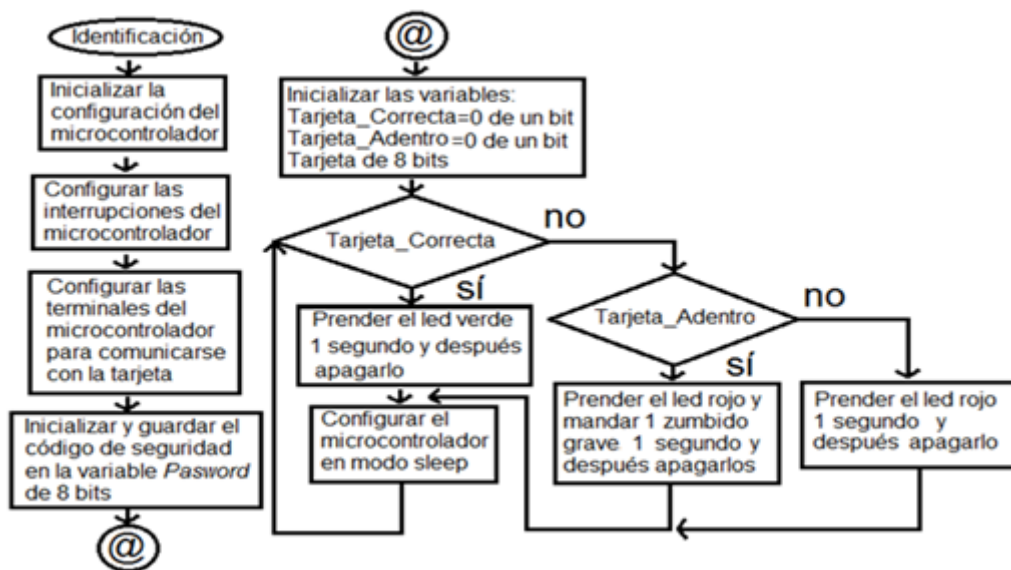 Identificación
Inicializar la
configuración del
microcontrolador
Configurar las
interrupciones del
microcontrolador
Configurar las
terminales del
microcontrolador
para comunicarse
con la tarjeta
Inicializar y guardar el
código de seguridad
en la variable Pasword
de 8 bits
@
@
Inicializar las variables:
Tarjeta_Correcta=0 de un bit
Tarjeta_Adentro=0 de un bit
Tarjeta de 8 bits
Tarjeta_Correcta
no
sí
Prender el led verde
1 segundo y después
apagarlo
Configurar el
microcontrolador
en modo sleep
Tarjeta_Adentro
no
sí
Prender el led rojo y
mandar 1 zumbido
grave 1 segundo y
después apagarlos
Prender el led rojo
1 segundo y
después apagarlo